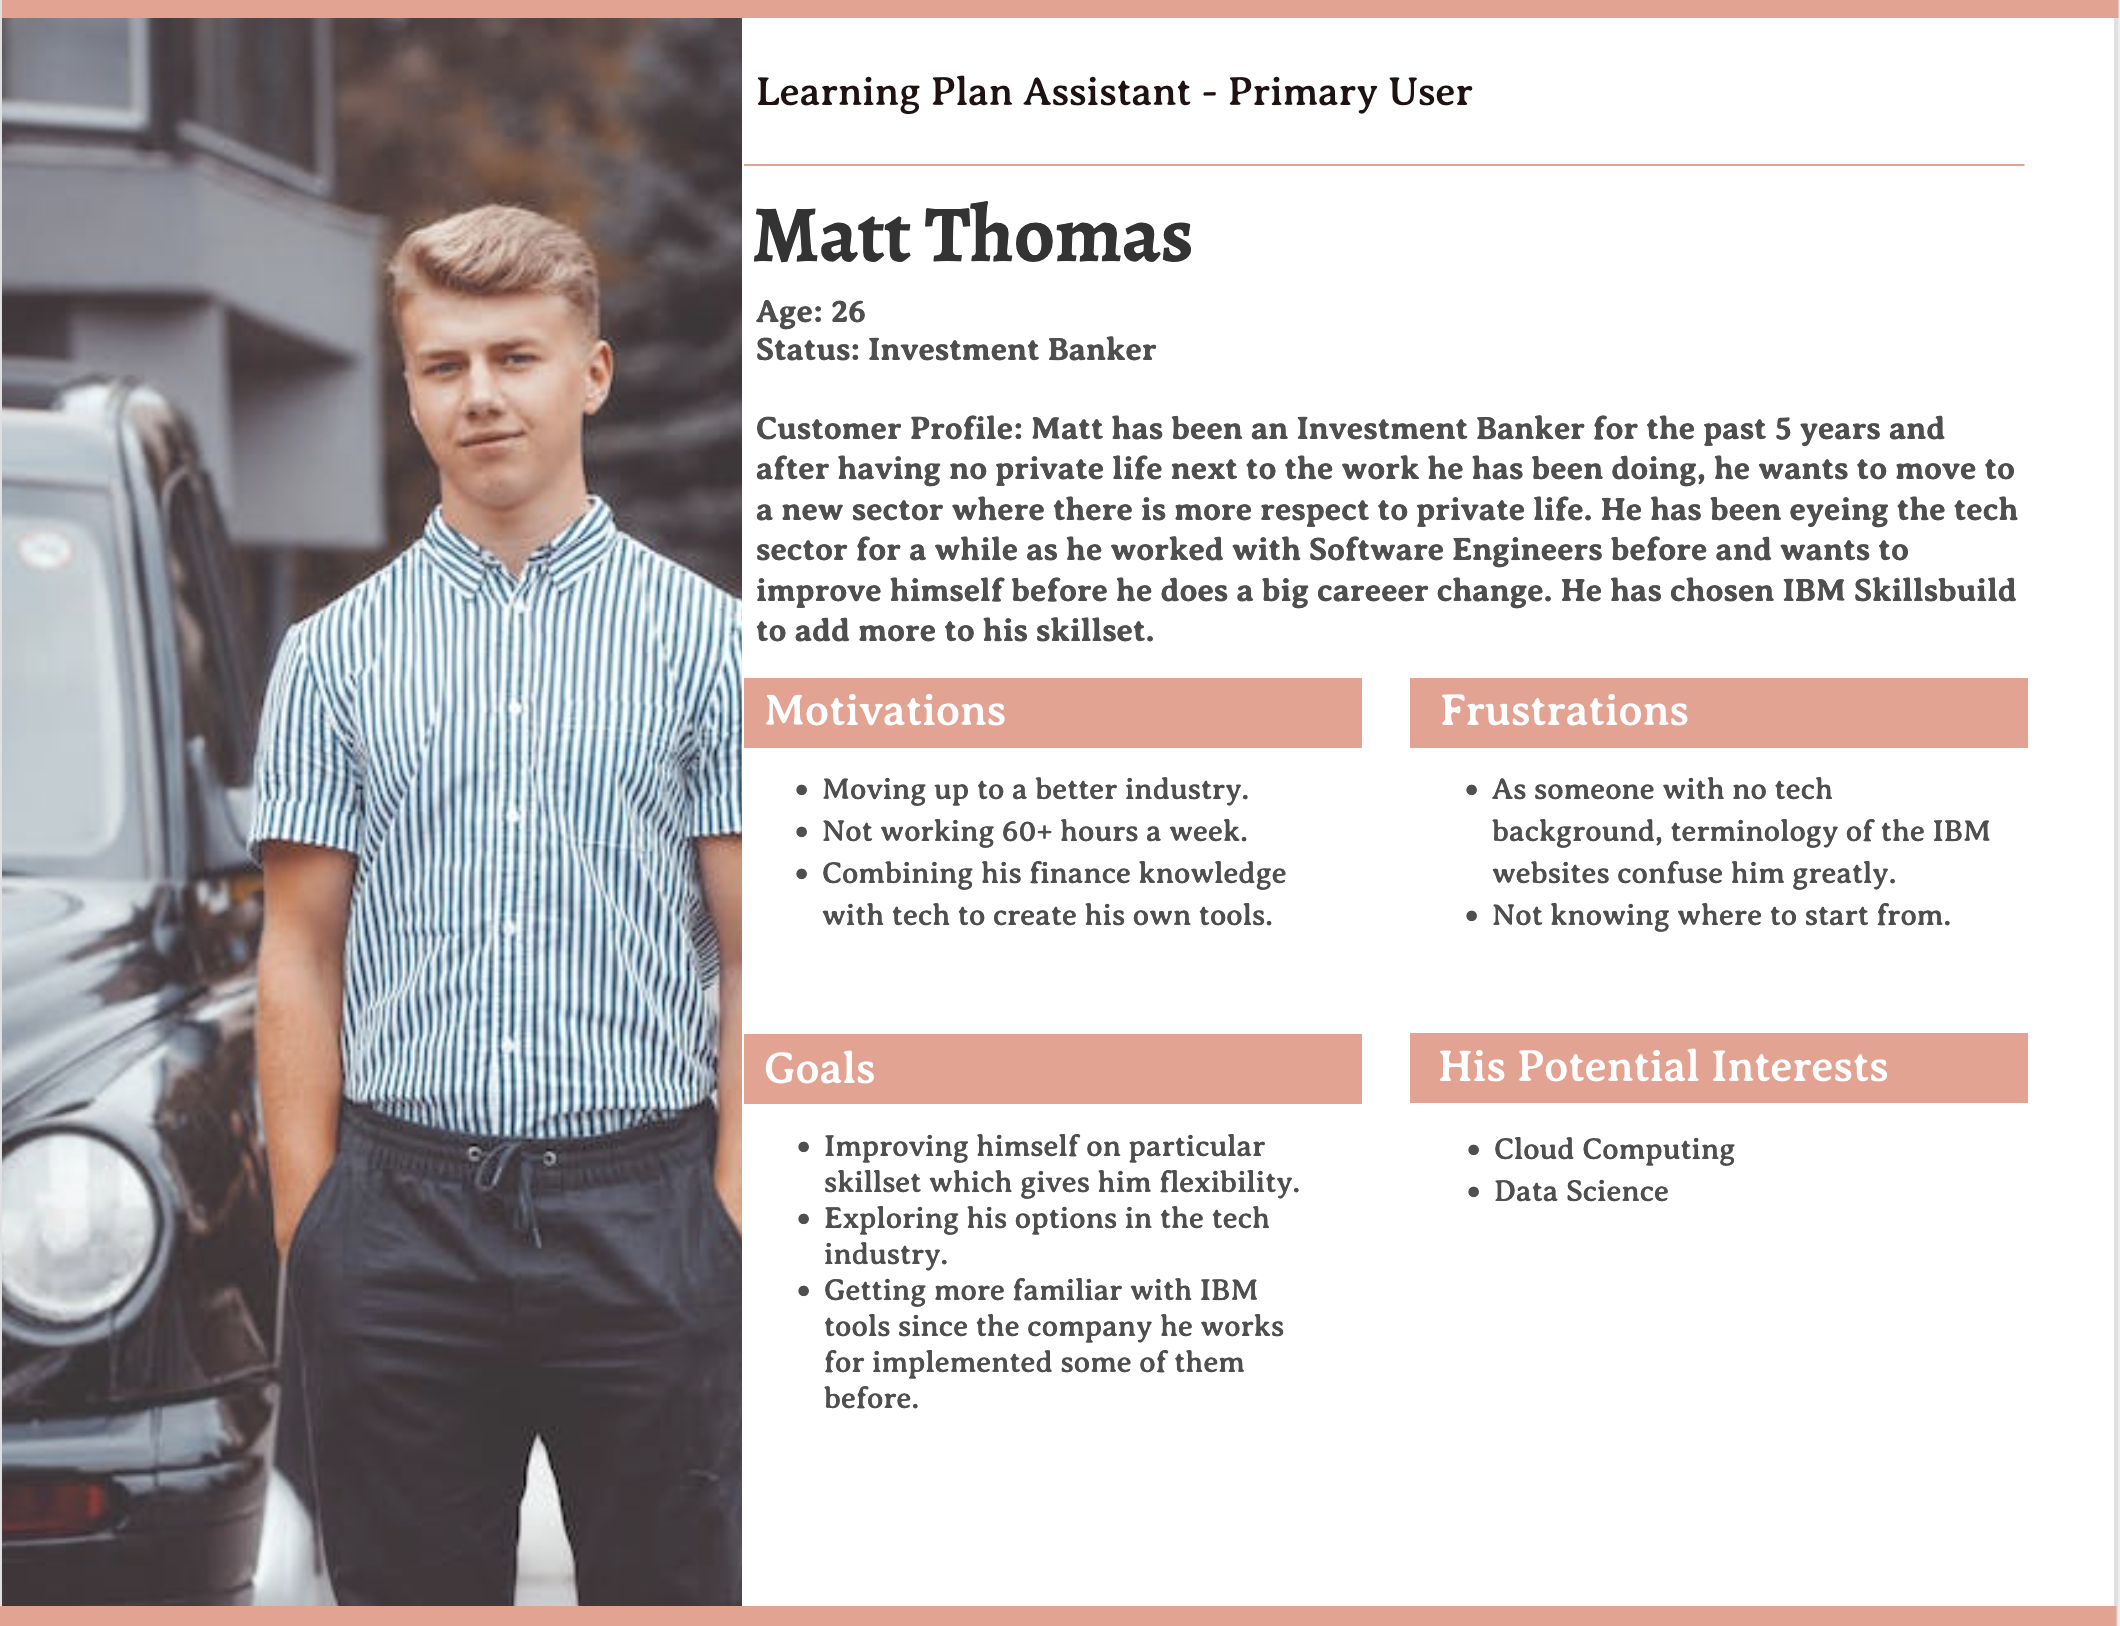 Learning Plan Assistant - Primary User
Matt Thomas
Age: 26
Status: Investment Banker
Customer Profile: Matt has been an Investment Banker for the past 5 years and
after having no private life next to the work he has been doing, he wants to move to
a new sector where there is more respect to private life. He has been eyeing the tech
sector for a while as he worked with Software Engineers before and wants to
improve himself before he does a big careeer change. He has chosen IBM Skillsbuild
to add more to his skillset.
Motivations
• Moving up to a better industry.
• Not working 60+ hours a week.
• Combining his finance knowledge
with tech to create his own tools.
Frustrations
• As someone with no tech
background, terminology of the IBM
websites confuse him greatly.
• Not knowing where to start from.
Goals
• Improving himself on particular
skillset which gives him flexibility.
• Exploring his options in the tech
industry.
• Getting more familiar with IBM
tools since the company he works
for implemented some of them
before.
His Potential Interests
• Cloud Computing
• Data Science